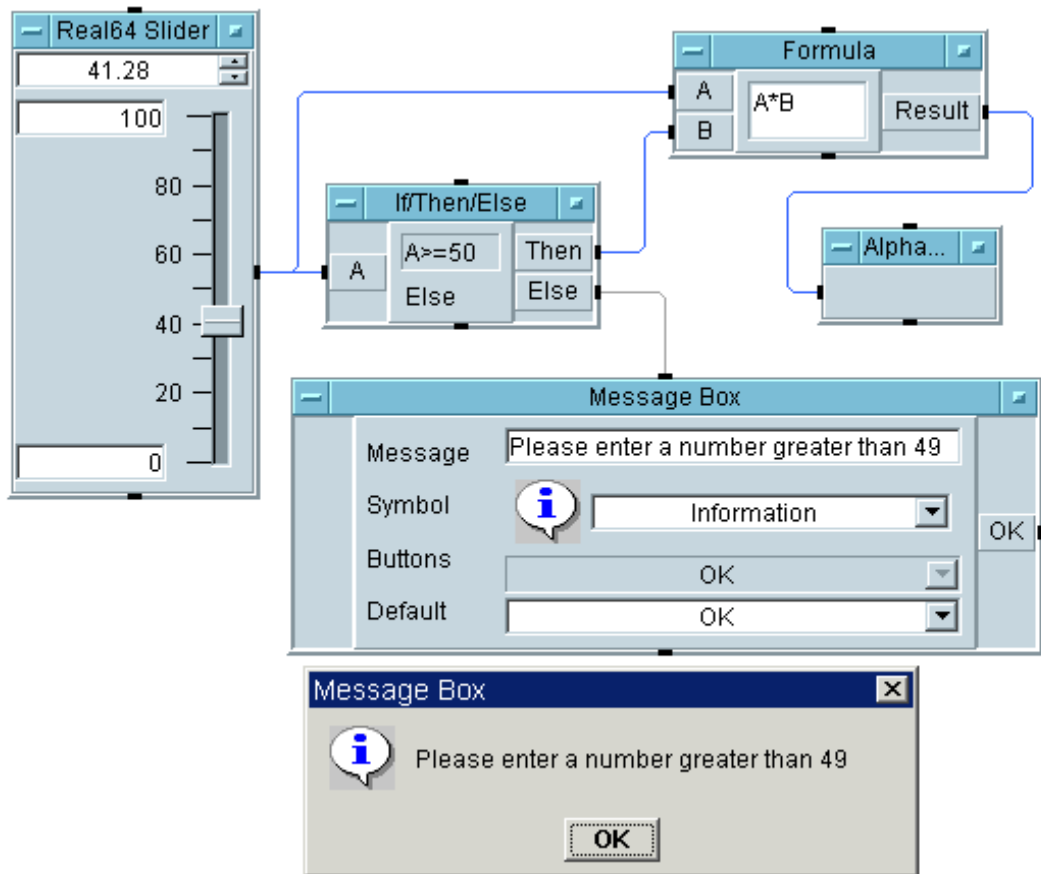 Real64 Slider
41.28
100
80
60
40
20
0
If/Then/Else
A
A>=50
Else
Then
Else
Formula
A
B
A*B
Result
Alpha...
Message Box
Message
Please enter a number greater than 49
Symbol
i
Information
Buttons
OK
Default
OK
OK
Message Box
i
Please enter a number greater than 49
OK